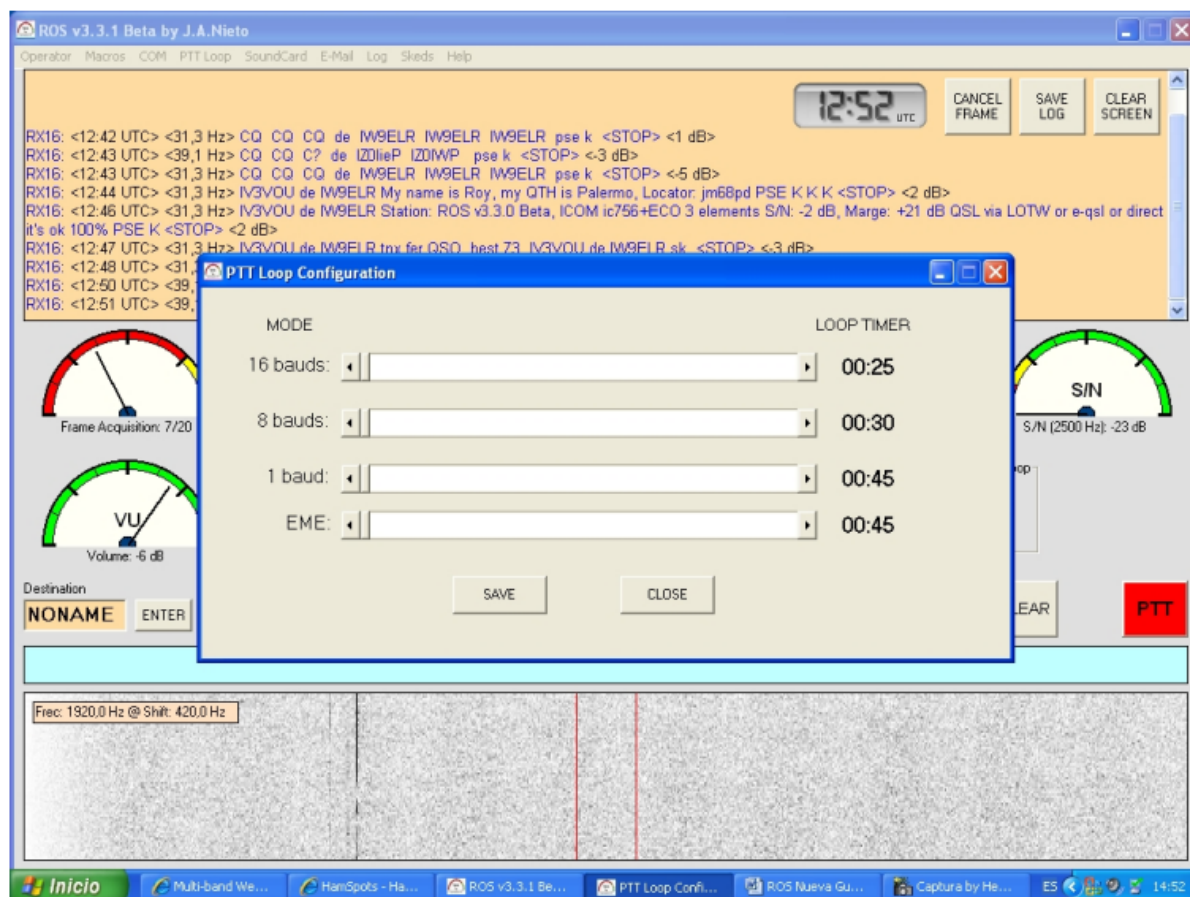 ROS v3.3.1 Beta by J.A.Nieto
Operator Macros COM PTT Loop SoundCard E-Mail Log Skeds Help
12:52 UTC
CANCEL FRAME
SAVE LOG
CLEAR SCREEN
RX16: <12:42 UTC> <31,3 Hz> CQ CQ CQ de IW9ELR IW9ELR IW9ELR pse k <STOP> <1 dB>
RX16: <12:43 UTC> <39,1 Hz> CQ CQ C? de IZ0lieP IZ0IWP pse k <STOP> <-3 dB>
RX16: <12:43 UTC> <31,3 Hz> CQ CQ CQ de IW9ELR IW9ELR IW9ELR pse k <STOP> <-5 dB>
RX16: <12:44 UTC> <31,3 Hz> IV3VOU de IW9ELR My name is Roy, my QTH is Palermo, Locator: jm68pd PSE K K K <STOP> <2 dB>
RX16: <12:46 UTC> <31,3 Hz> IV3VOU de IW9ELR Station: ROS v3.3.0 Beta, ICOM ic756+ECO 3 elements S/N: -2 dB, Marge: +21 dB QSL via LOTW or e-qsl or direct
it's ok 100% PSE K <STOP> <2 dB>
RX16: <12:47 UTC> <31,3 Hz> IV3VOU de IW9ELR tnx fer QSO, best 73, IV3VOU de IW9ELR sk <STOP> <-3 dB>
RX16: <12:48 UTC> <31,
RX16: <12:50 UTC> <39,
RX16: <12:51 UTC> <39,
PTT Loop Configuration
MODE LOOP TIMER
16 bauds: 00:25
8 bauds: 00:30
1 baud: 00:45
EME: 00:45
SAVE CLOSE
Frame Acquisition: 7/20
VU
Volume: -6 dB
S/N
S/N (2500 Hz): -23 dB
op
Destination
NONAME ENTER
EAR
PTT
Frec: 1920,0 Hz @ Shift: 420,0 Hz
Inicio
Multi-band We...
HamSpots - Ha...
ROS v3.3.1 Be...
PTT Loop Confi...
ROS Nueva Gu...
Captura by He...
ES
14:52